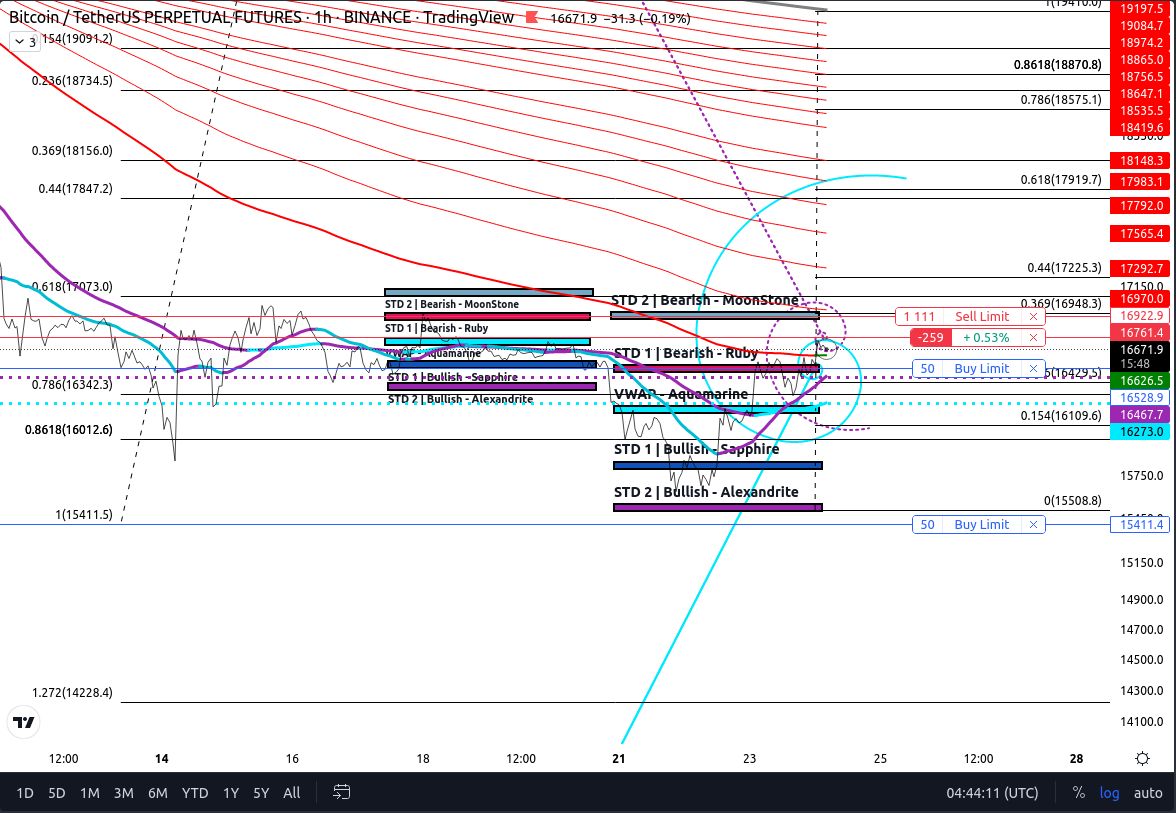 Bitcoin / TetherUS PERPETUAL FUTURES · 1h · BINANCE · TradingView 16671.9 −31.3 (−0.19%)
3
154(19091.2)
0.236(18734.5)
0.369(18156.0)
0.44(17847.2)
0.618(17073.0)
0.786(16342.3)
0.8618(16012.6)
1(15411.5)
1.272(14228.4)
STD 2 | Bearish - MoonStone
STD 1 | Bearish - Ruby
VWAP - Aquamarine
STD 1 | Bullish - Sapphire
STD 2 | Bullish - Alexandrite
STD 2 | Bearish - MoonStone
STD 1 | Bearish - Ruby
VWAP - Aquamarine
STD 1 | Bullish - Sapphire
STD 2 | Bullish - Alexandrite
1(19410.0)
0.8618(18870.8)
0.786(18575.1)
0.618(17919.7)
0.44(17225.3)
0.369(16948.3)
(16429.5)
0.154(16109.6)
0(15508.8)
1 111 Sell Limit
-259 + 0.53%
50 Buy Limit
50 Buy Limit
19197.5
19084.7
18974.2
18865.0
18756.5
18647.1
18535.5
18419.6
18148.3
17983.1
17792.0
17565.4
17292.7
17150.0
16970.0
16922.9
16761.4
16671.9
15:48
16626.5
16528.9
16467.7
16273.0
15750.0
15411.4
15150.0
14900.0
14700.0
14500.0
14300.0
14100.0
12:00 14 16 18 12:00 21 23 25 12:00 28
1D 5D 1M 3M 6M YTD 1Y 5Y All 04:44:11 (UTC) % log auto